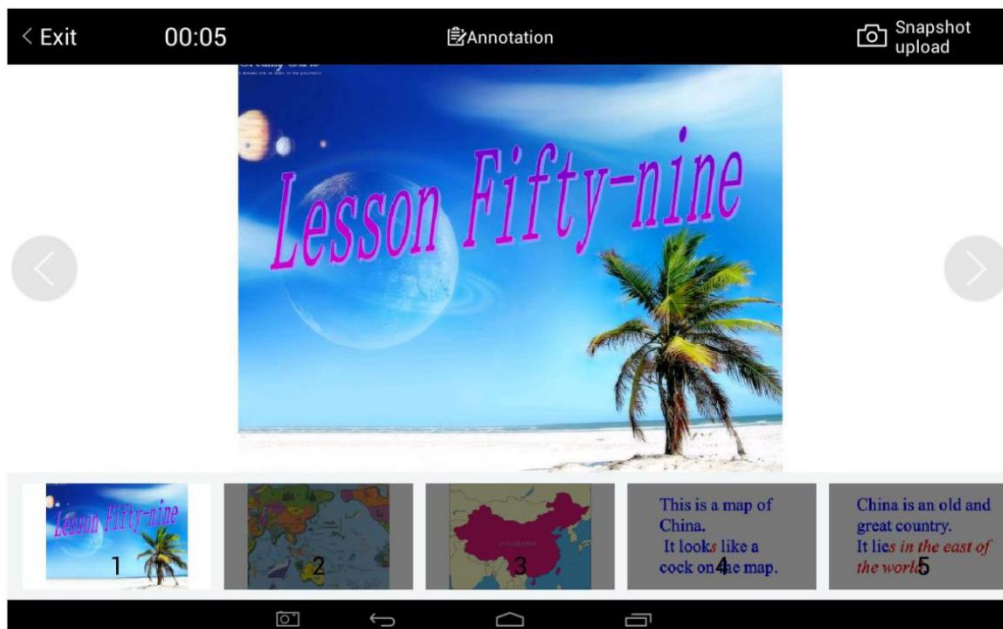 Exit
00:05
Annotation
Snapshot
upload
Lesson Fifty-nine
Lesson Fifty-nine
1
2
3
This is a map of
China.
It looks like a
cock on the map.
4
China is an old and
great country.
It lies in the east of
the world.
5